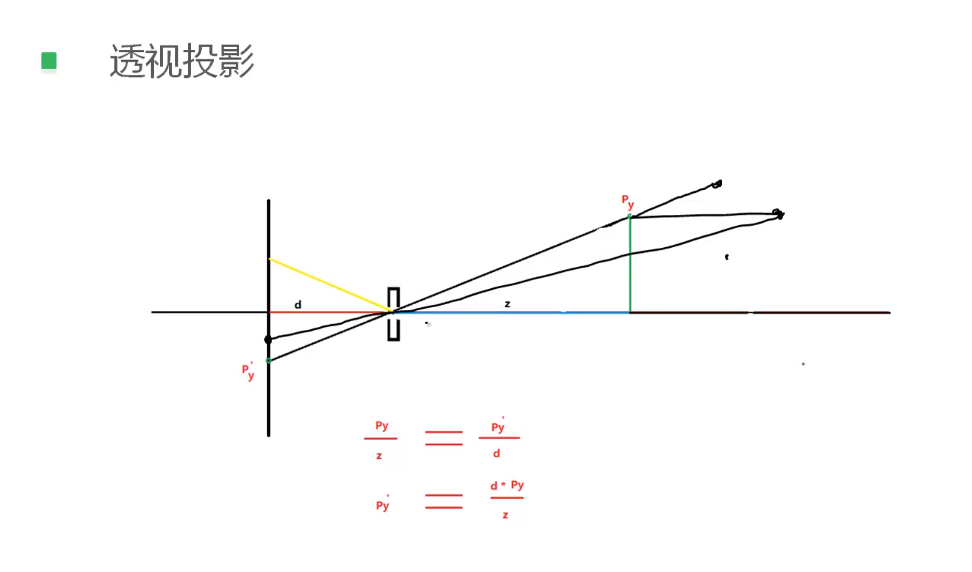 透视投影
Py
d
z
Py'
Py = Py'
z d
Py' = d * Py
z